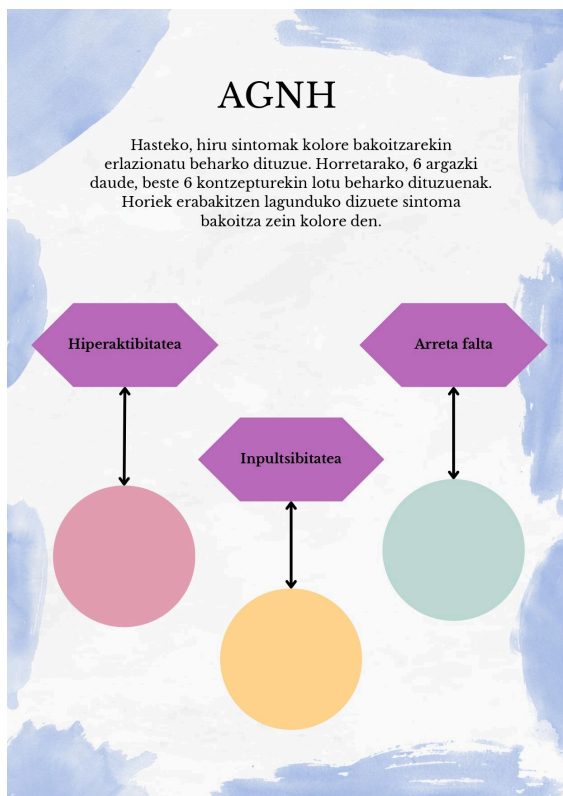 AGNH
Hasteko, hiru sintomak kolore bakoitzarekin
erlazionatu beharko dituzue. Horretarako, 6 argazki
daude, beste 6 kontzepturekin lotu beharko dituzuenak.
Horiek erabakitzen lagunduko dizuete sintoma
bakoitza zein kolore den.
Hiperaktibitatea
Arreta falta
Inpultsibitatea